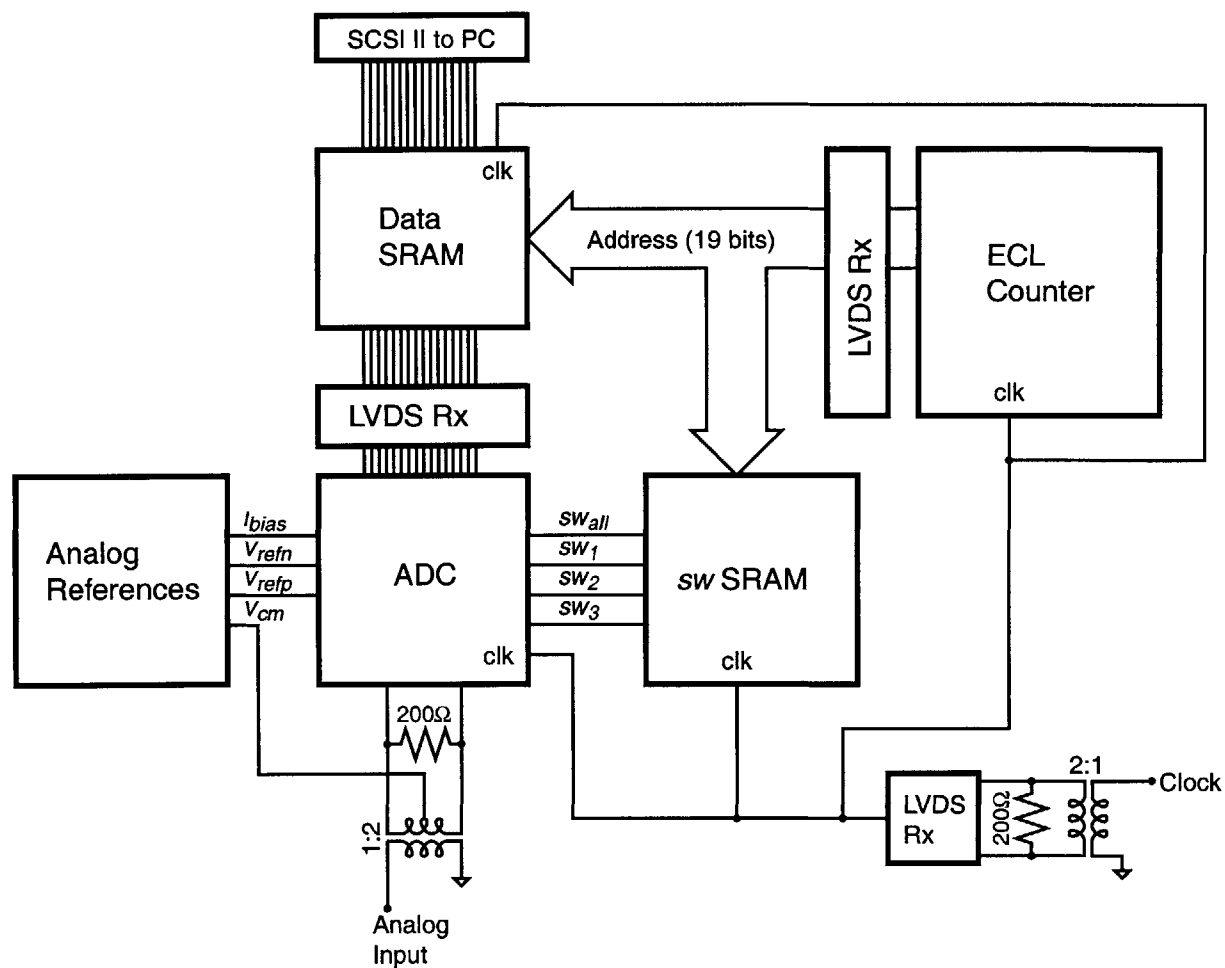 SCSI II to PC
clk
Data
SRAM
Address (19 bits)
LVDS Rx
ECL
Counter
clk
LVDS Rx
Analog
References
Ibias
Vrefn
Vrefp
Vcm
ADC
clk
swall
sw1
sw2
sw3
sw SRAM
clk
200Ω
1:2
Analog
Input
LVDS
Rx
200Ω
2:1
Clock